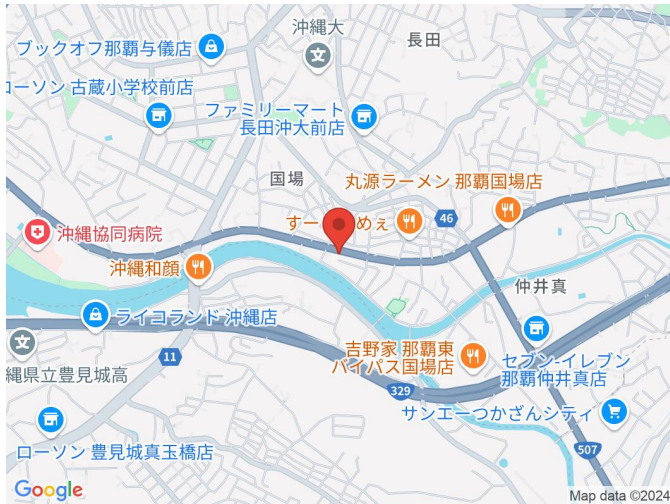 沖縄大
長田
ブックオフ那覇与儀店
ローソン 古蔵小学校前店
ファミリーマート
長田沖大前店
国場
丸源ラーメン 那覇国場店
すー
めぇ
46
沖縄協同病院
沖縄和顔
仲井真
ライコランド 沖縄店
縄県立豊見城高
11
吉野家 那覇東
バイパス国場店
セブン-イレブン
那覇仲井真店
329
サンエーつかざんシティ
ローソン 豊見城真玉橋店
507
Google
Map data ©2024